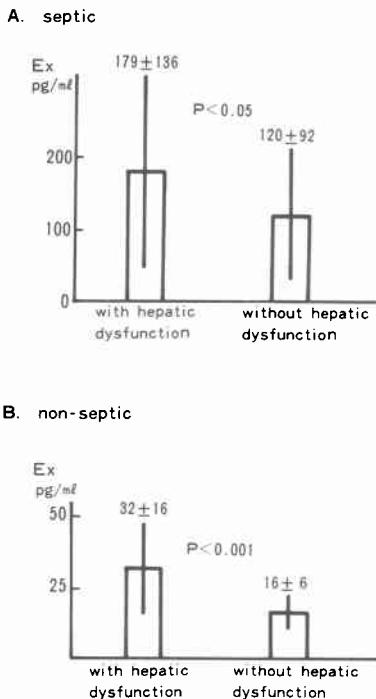 A. septic
Ex
pg/mℓ
179±136
P<0.05
120±92
200
100
0
with hepatic
dysfunction
without hepatic
dysfunction
B. non-septic
Ex
pg/mℓ
50
32±16
P<0.001
25
16±6
with hepatic
dysfunction
without hepatic
dysfunction